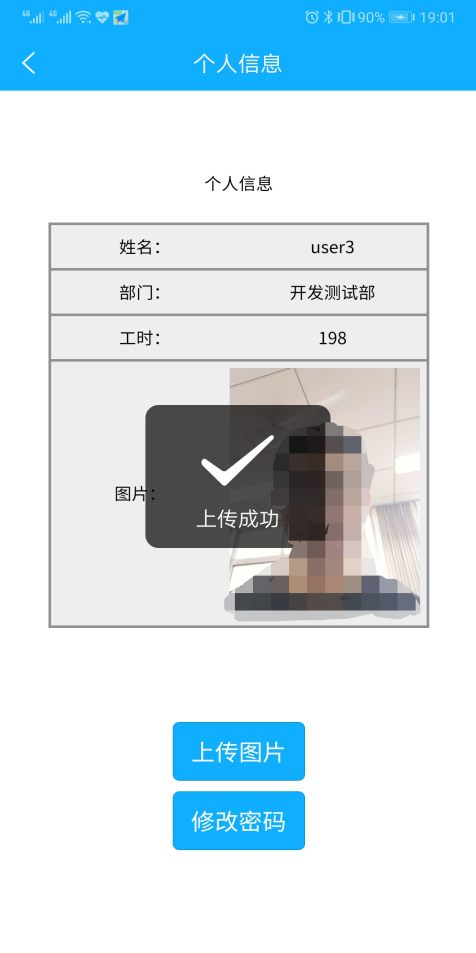 4G 4G 90% 19:01
个人信息
个人信息
姓名： user3
部门： 开发测试部
工时： 198
图片：
上传成功
上传图片
修改密码